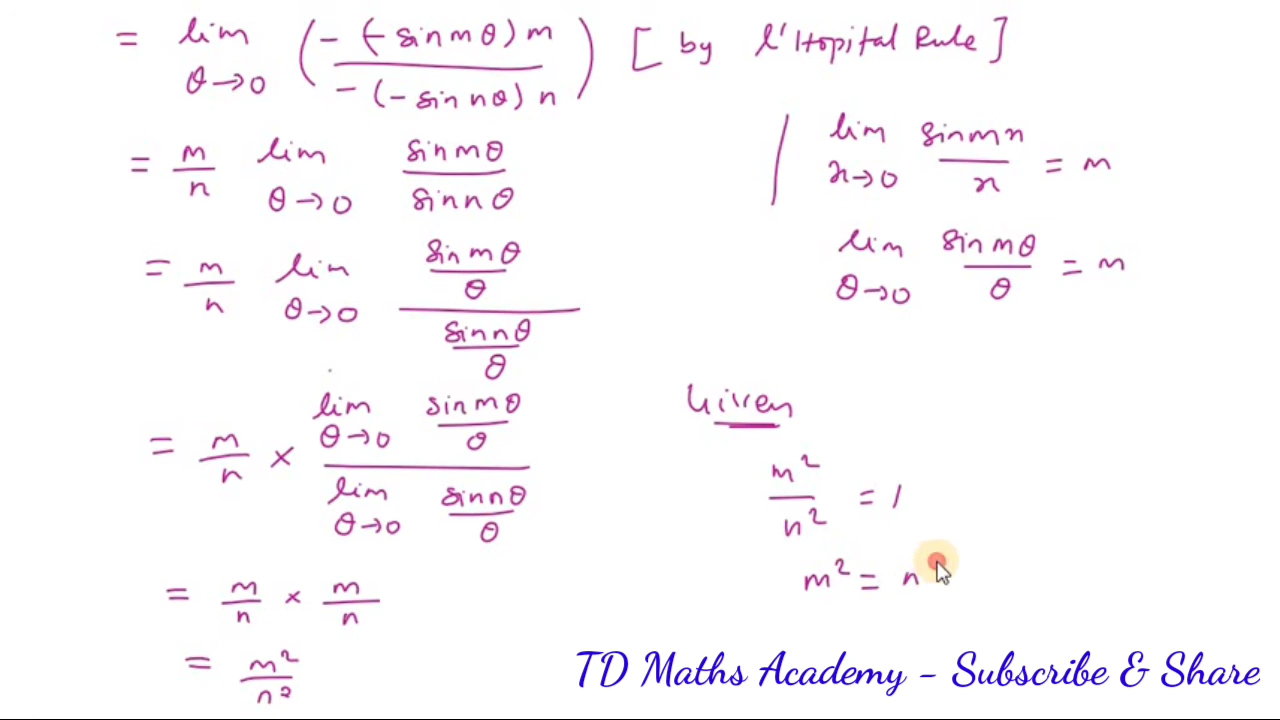 = lim θ→0 (-(-sin mθ)m / -(-sin nθ)n) [by l'Hopital Rule]
= m/n lim θ→0 sin mθ / sin nθ
| lim x→0 sin mx / x = m
= m/n lim θ→0 (sin mθ / θ) / (sin nθ / θ)
lim θ→0 sin mθ / θ = m
= m/n × (lim θ→0 sin mθ / θ) / (lim θ→0 sin nθ / θ)
Given
m²/n² = 1
m² = n
= m/n × m/n
= m²/n²
TD Maths Academy - Subscribe & Share